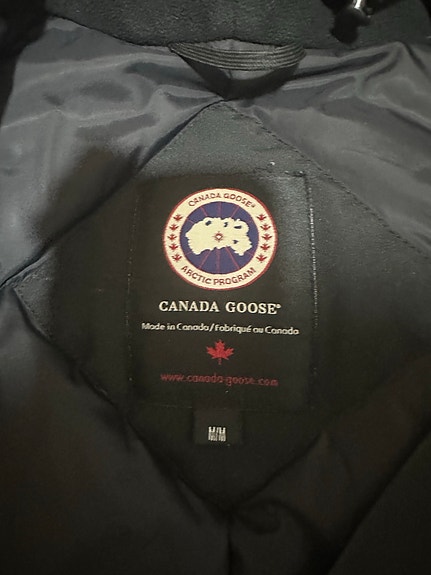 CANADA GOOSE®
ARCTIC PROGRAM
CANADA GOOSE®
Made in Canada/Fabriqué au Canada
www.canada-goose.com
M/M